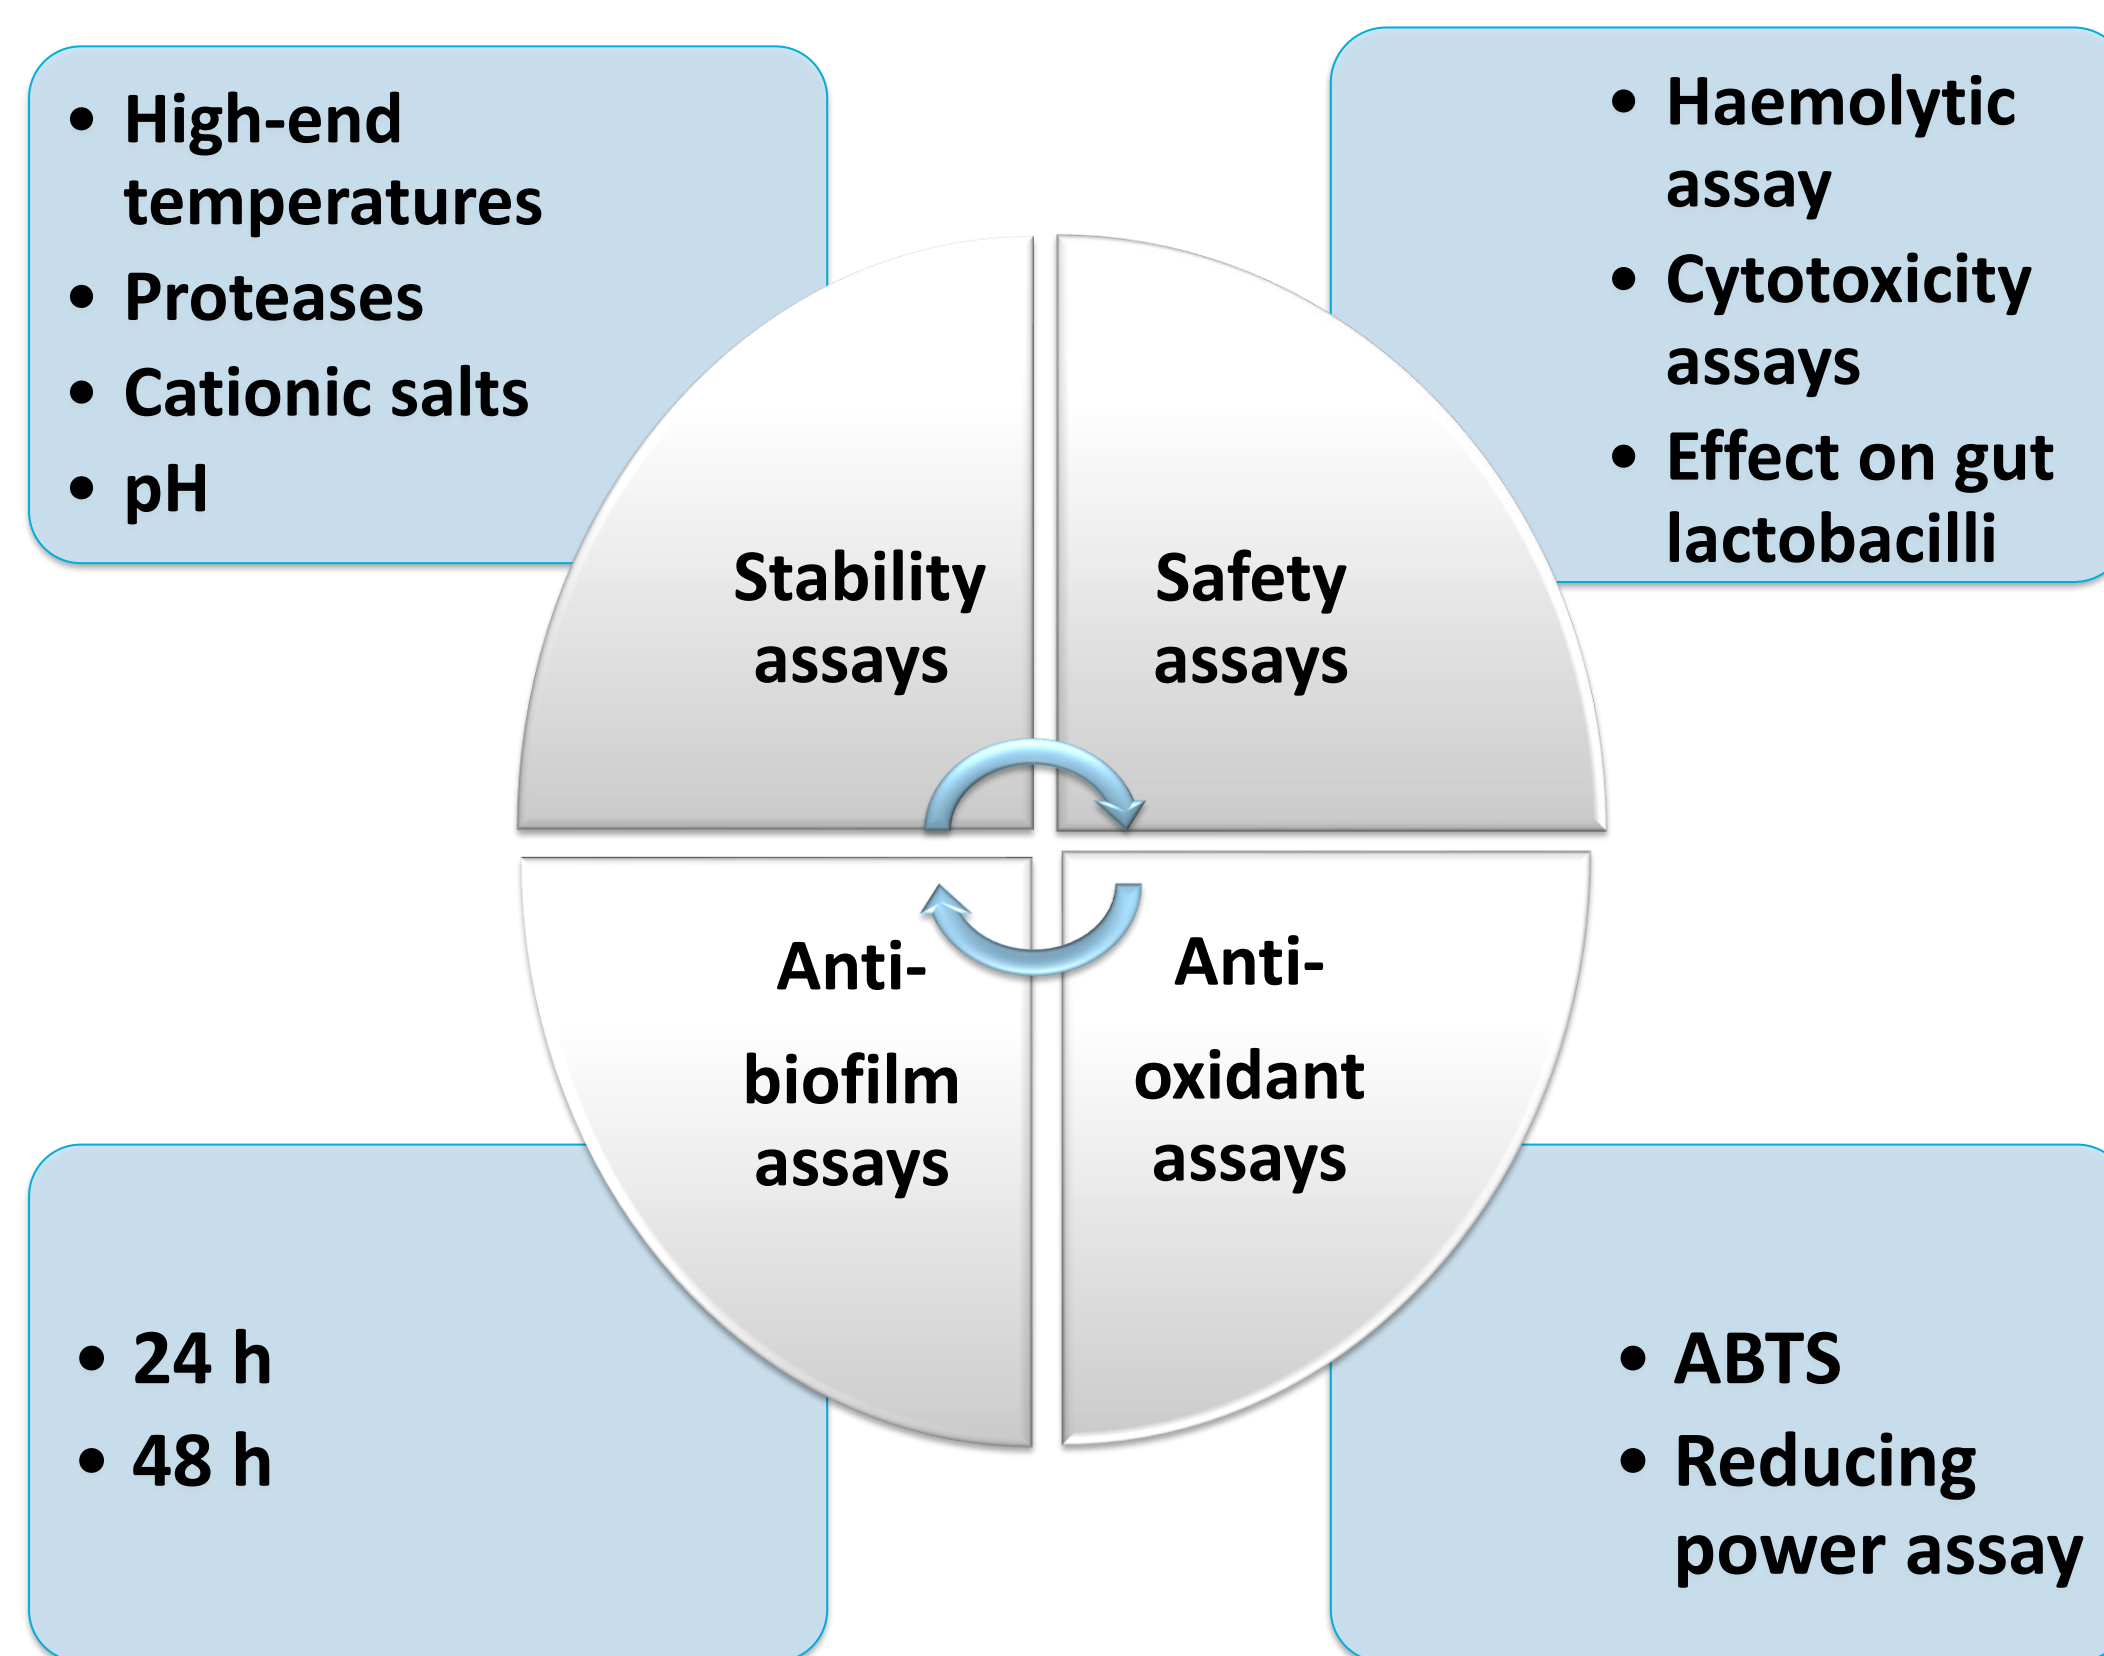 • High-end
temperatures
• Proteases
• Cationic salts
• pH
• Haemolytic
assay
• Cytotoxicity
assays
• Effect on gut
lactobacilli
Stability
assays
Safety
assays
Anti-
biofilm
assays
Anti-
oxidant
assays
• 24 h
• 48 h
• ABTS
• Reducing
power assay